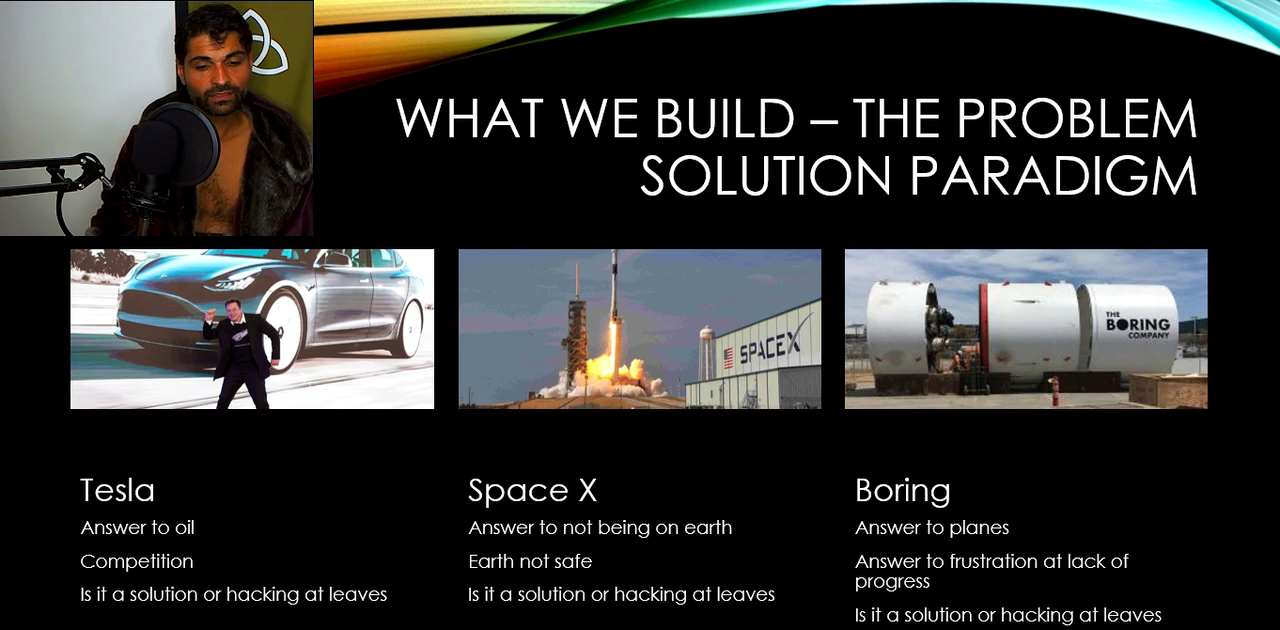 WHAT WE BUILD – THE PROBLEM
SOLUTION PARADIGM
SPACEX
THE
BORING
COMPANY
Tesla
Answer to oil
Competition
Is it a solution or hacking at leaves
Space X
Answer to not being on earth
Earth not safe
Is it a solution or hacking at leaves
Boring
Answer to planes
Answer to frustration at lack of
progress
Is it a solution or hacking at leaves